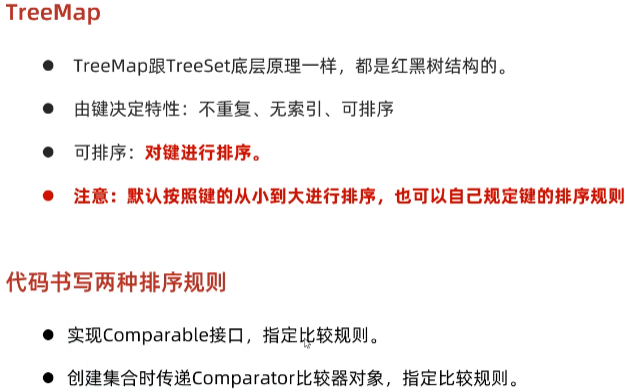 TreeMap
● TreeMap跟TreeSet底层原理一样，都是红黑树结构的。
● 由键决定特性：不重复、无索引、可排序
● 可排序：对键进行排序。
● 注意：默认按照键的从小到大进行排序，也可以自己规定键的排序规则
代码书写两种排序规则
● 实现Comparable接口，指定比较规则。
● 创建集合时传递Comparator比较器对象，指定比较规则。